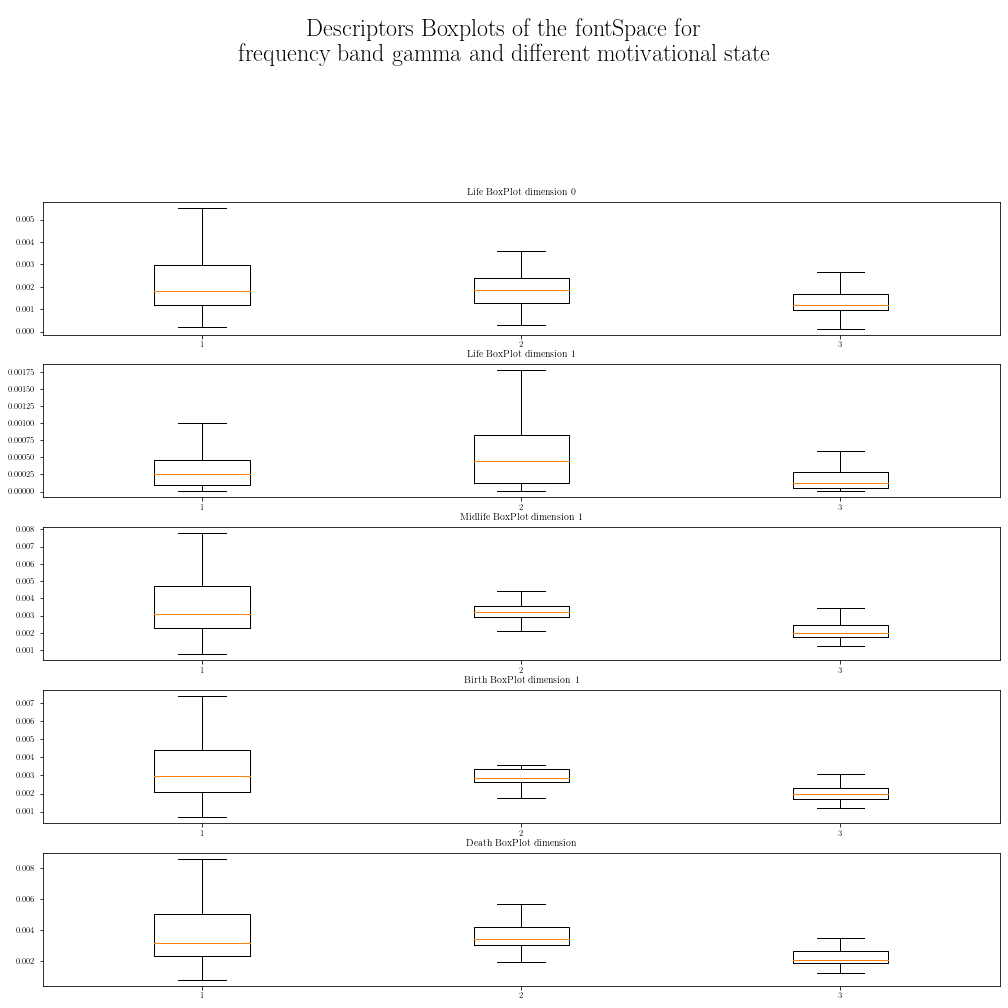 Descriptors Boxplots of the fontSpace for
frequency band gamma and different motivational state
Life BoxPlot dimension 0
0.005
0.004
0.003
0.002
0.001
0.000
1 2 3
Life BoxPlot dimension 1
0.00175
0.00150
0.00125
0.00100
0.00075
0.00050
0.00025
0.00000
1 2 3
Midlife BoxPlot dimension 1
0.008
0.007
0.006
0.005
0.004
0.003
0.002
0.001
1 2 3
Birth BoxPlot dimension 1
0.007
0.006
0.005
0.004
0.003
0.002
0.001
1 2 3
Death BoxPlot dimension
0.008
0.006
0.004
0.002
1 2 3